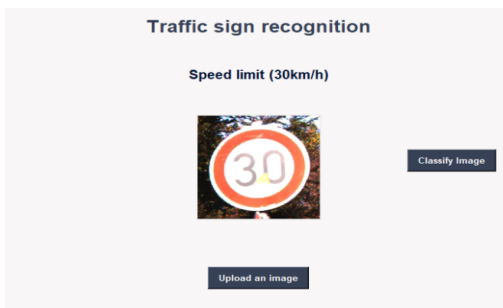 Traffic sign recognition
Speed limit (30km/h)
30
Classify Image
Upload an image